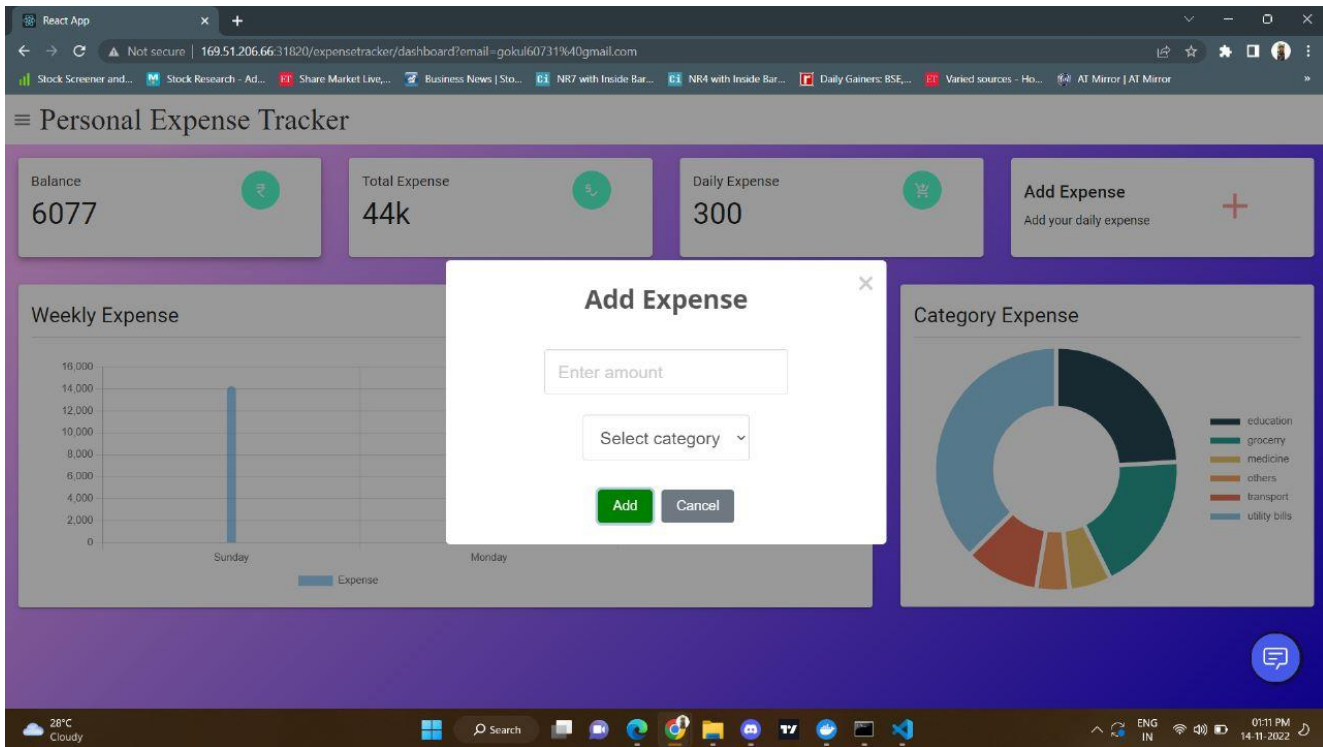 React App
Not secure | 169.51.206.66:31820/expensetracker/dashboard?email=gokul60731%40gmail.com
Stock Screener and... Stock Research - Ad... ET Share Market Live,... Business News | Sto... Ci NR7 with Inside Bar... Ci NR4 with Inside Bar... Daily Gainers: BSE,... ET Varied sources - Ho... AT Mirror | AT Mirror »
Personal Expense Tracker
Balance
6077
₹
Total Expense
44k
Daily Expense
300
Add Expense
Add your daily expense
Weekly Expense
16,000
14,000
12,000
10,000
8,000
6,000
4,000
2,000
0
Sunday
Monday
Expense
Add Expense
×
Enter amount
Select category
Add
Cancel
Category Expense
education
grocerry
medicine
others
transport
utility bills
28°C
Cloudy
Search
ENG
IN
01:11 PM
14-11-2022